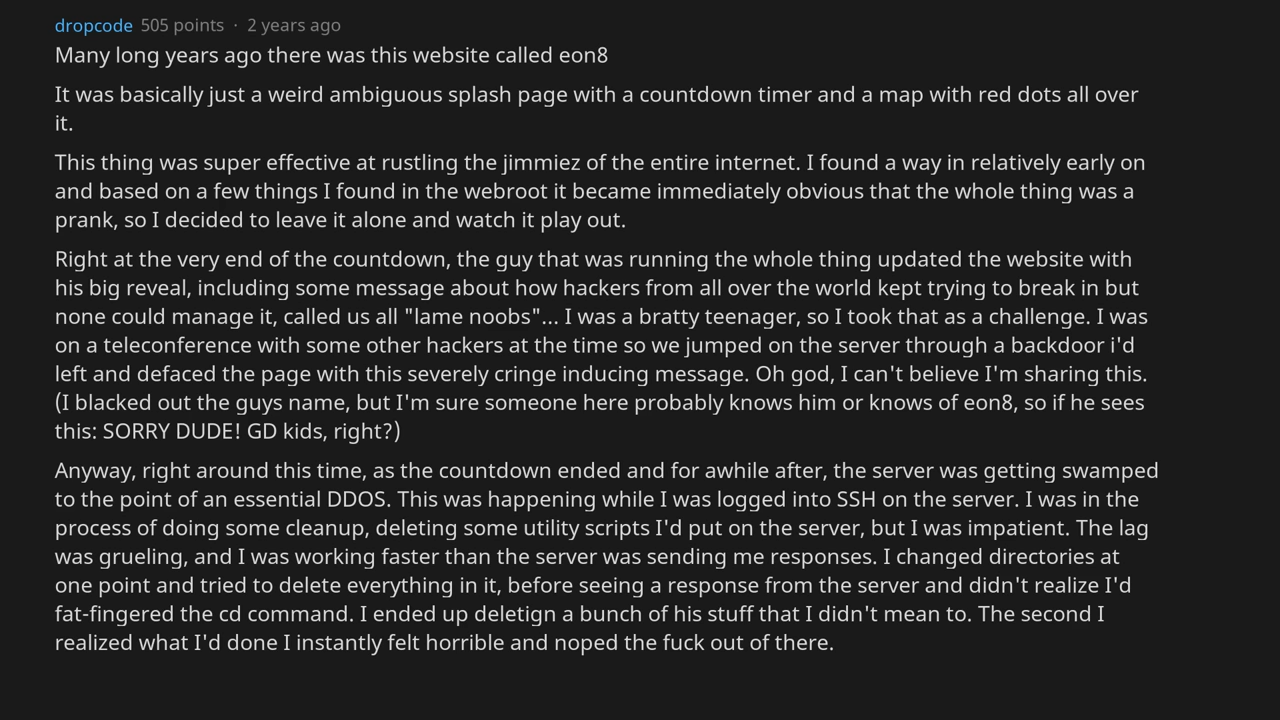 dropcode 505 points · 2 years ago
Many long years ago there was this website called eon8
It was basically just a weird ambiguous splash page with a countdown timer and a map with red dots all over
it.
This thing was super effective at rustling the jimmiez of the entire internet. I found a way in relatively early on
and based on a few things I found in the webroot it became immediately obvious that the whole thing was a
prank, so I decided to leave it alone and watch it play out.
Right at the very end of the countdown, the guy that was running the whole thing updated the website with
his big reveal, including some message about how hackers from all over the world kept trying to break in but
none could manage it, called us all "lame noobs"... I was a bratty teenager, so I took that as a challenge. I was
on a teleconference with some other hackers at the time so we jumped on the server through a backdoor i'd
left and defaced the page with this severely cringe inducing message. Oh god, I can't believe I'm sharing this.
(I blacked out the guys name, but I'm sure someone here probably knows him or knows of eon8, so if he sees
this: SORRY DUDE! GD kids, right?)
Anyway, right around this time, as the countdown ended and for awhile after, the server was getting swamped
to the point of an essential DDOS. This was happening while I was logged into SSH on the server. I was in the
process of doing some cleanup, deleting some utility scripts I'd put on the server, but I was impatient. The lag
was grueling, and I was working faster than the server was sending me responses. I changed directories at
one point and tried to delete everything in it, before seeing a response from the server and didn't realize I'd
fat-fingered the cd command. I ended up deletign a bunch of his stuff that I didn't mean to. The second I
realized what I'd done I instantly felt horrible and noped the fuck out of there.